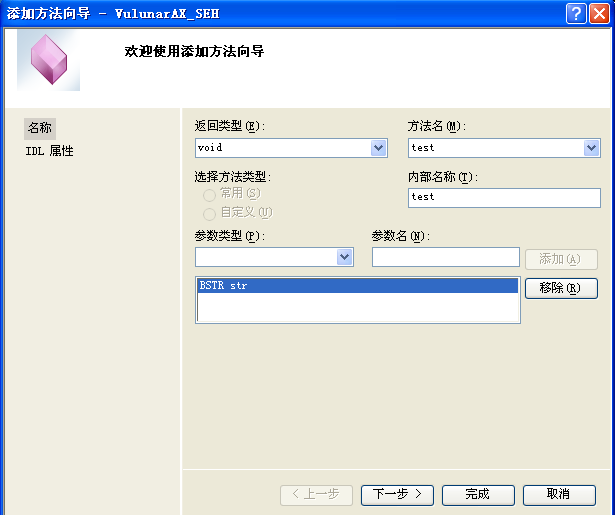 添加方法向导 - VulunarAX_SEH
欢迎使用添加方法向导
名称
IDL 属性
返回类型(E):
方法名(M):
void
test
选择方法类型:
内部名称(T):
常用(S)
test
自定义(U)
参数类型(P):
参数名(N):
添加(A)
BSTR str
移除(R)
< 上一步
下一步 >
完成
取消